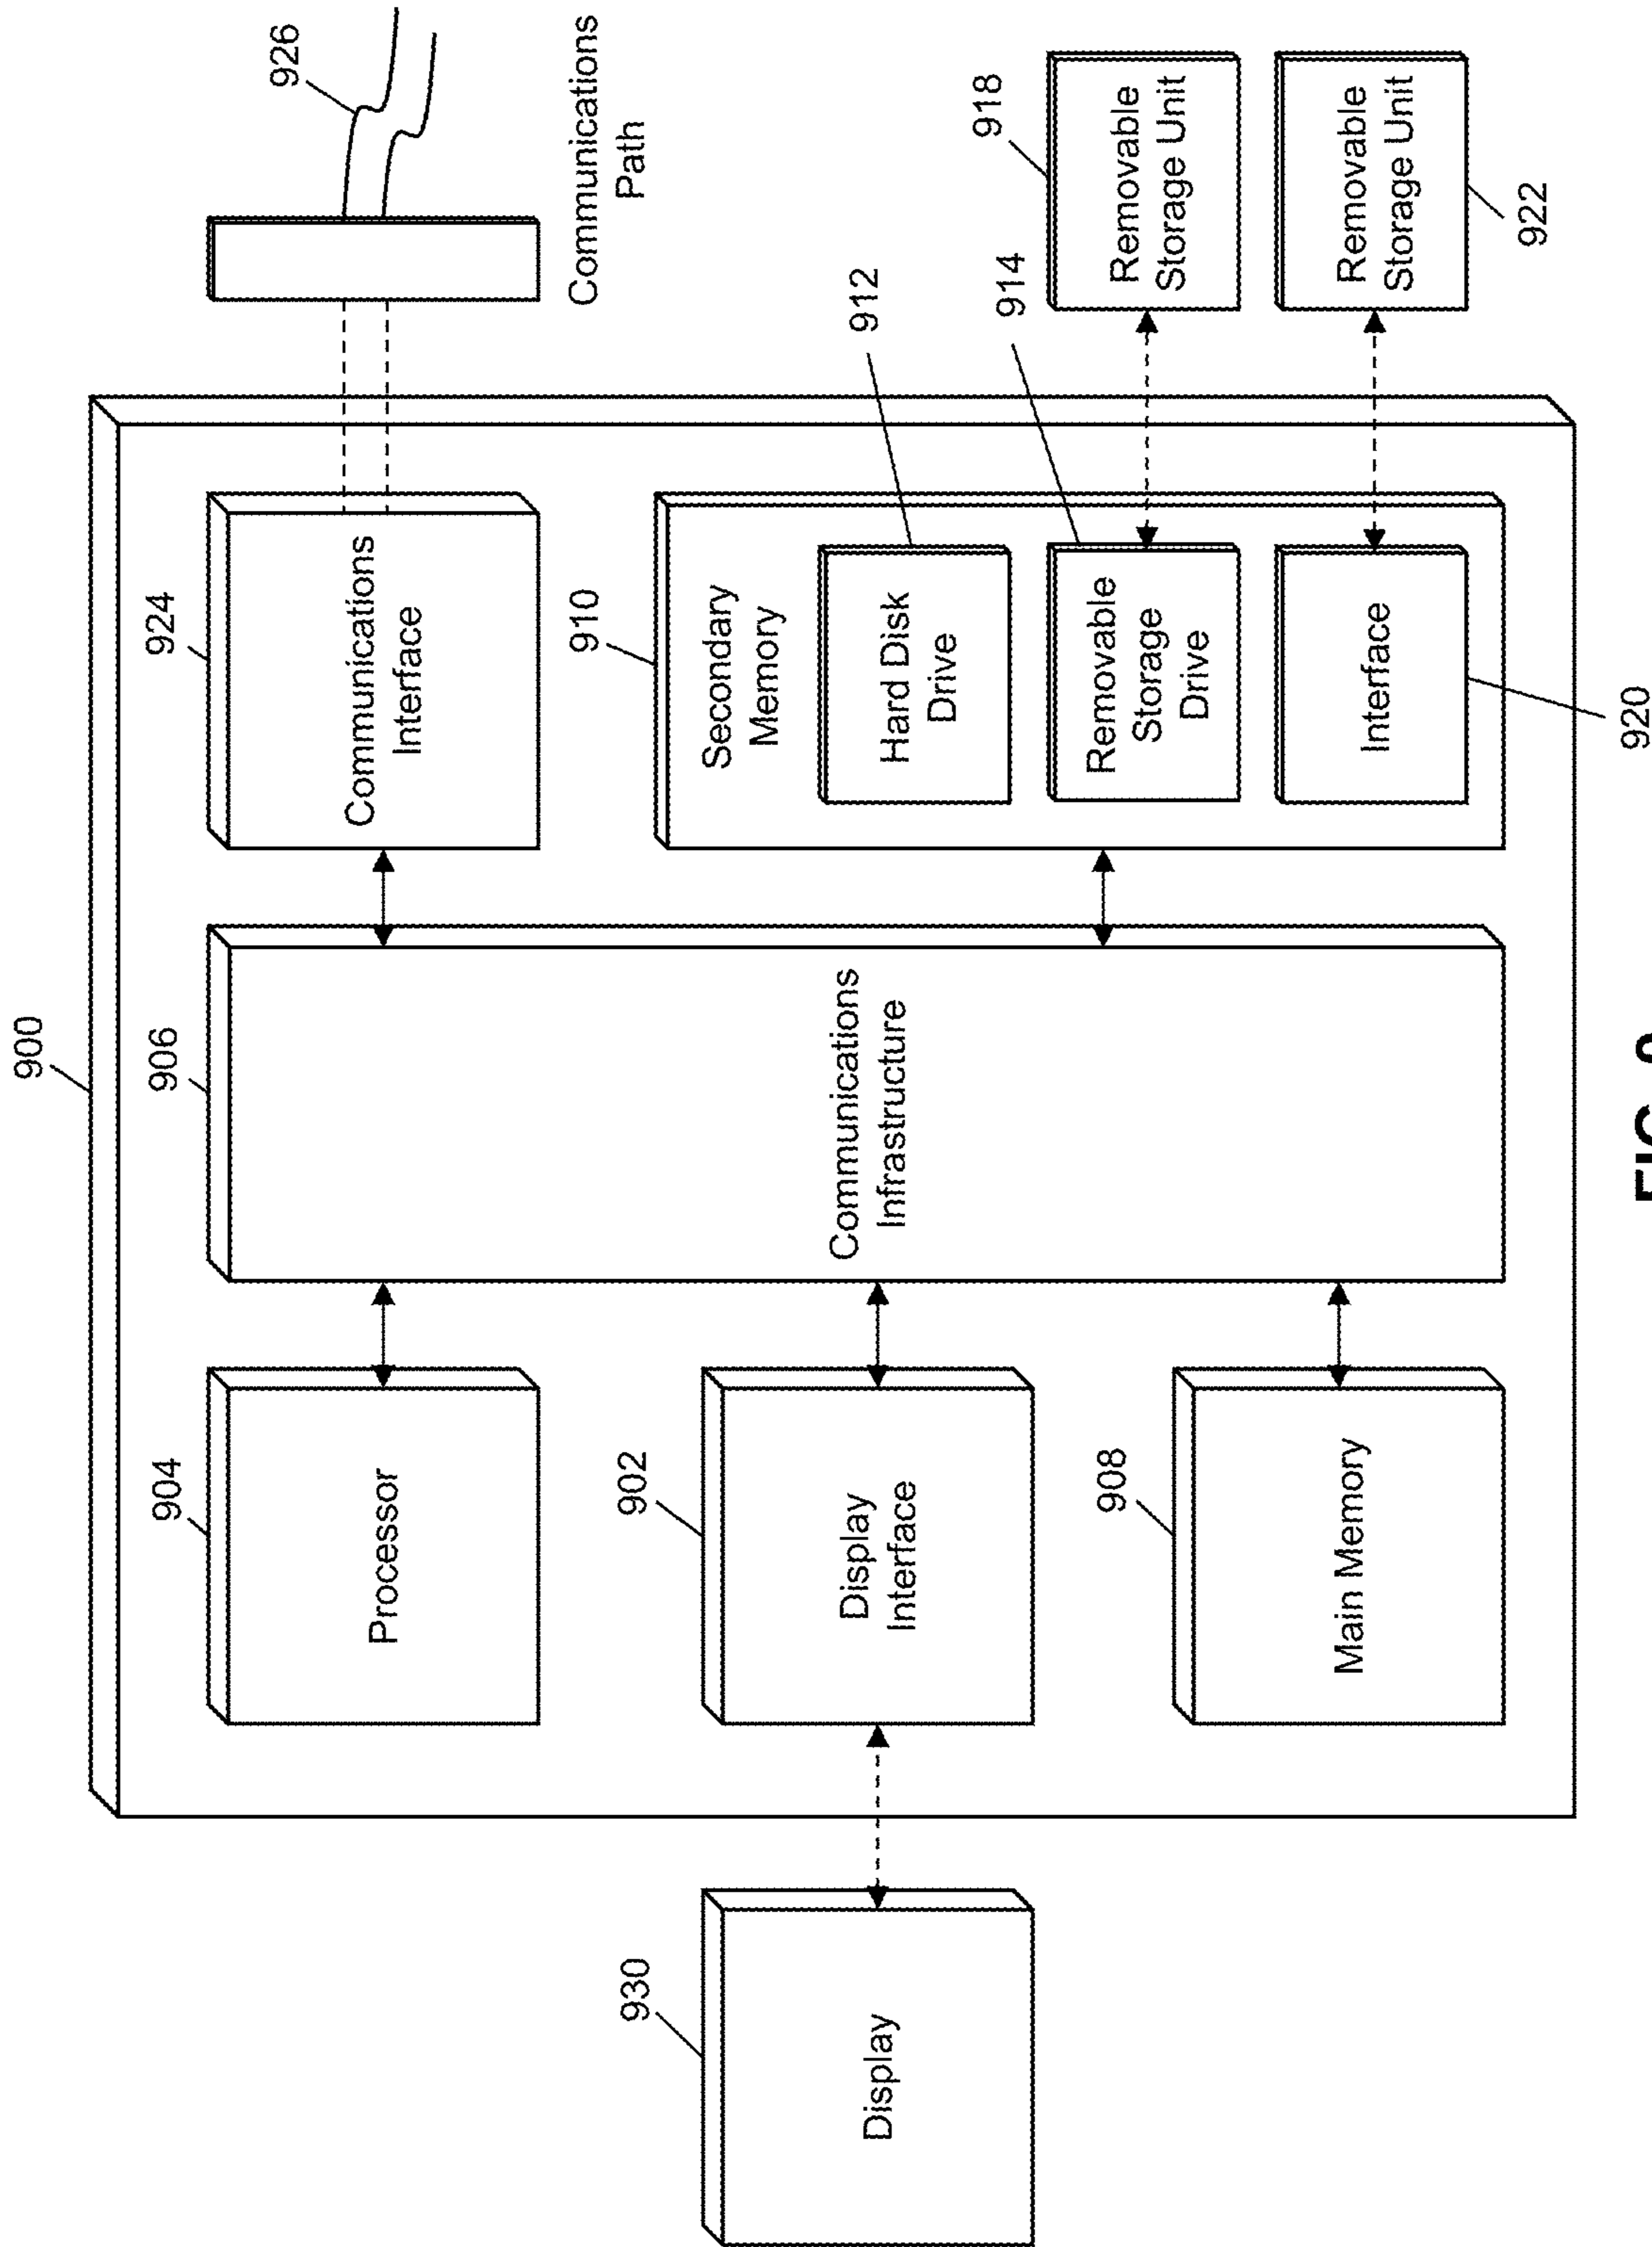 900
926
904
906
924
Processor
Communications
Interface
Communications
Path
930
902
910
Display
Display
Interface
Communications
Infrastructure
Secondary
Memory
912
Hard Disk
Drive
914
918
Removable
Storage
Drive
Removable
Storage Unit
908
Main Memory
Interface
Removable
Storage Unit
920
922
FIG.